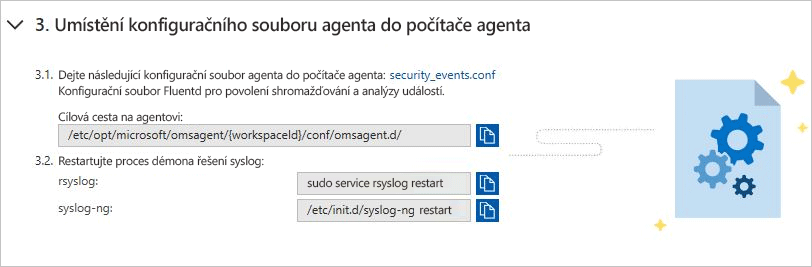 3. Umístění konfiguračního souboru agenta do počítače agenta
3.1. Dejte následující konfigurační soubor agenta do počítače agenta: security_events.conf
Konfigurační soubor Fluentd pro povolení shromažďování a analýzy událostí.
Cílová cesta na agentovi:
/etc/opt/microsoft/omsagent/{workspaceId}/conf/omsagent.d/
3.2. Restartujte proces démona řešení syslog:
rsyslog: sudo service rsyslog restart
syslog-ng: /etc/init.d/syslog-ng restart